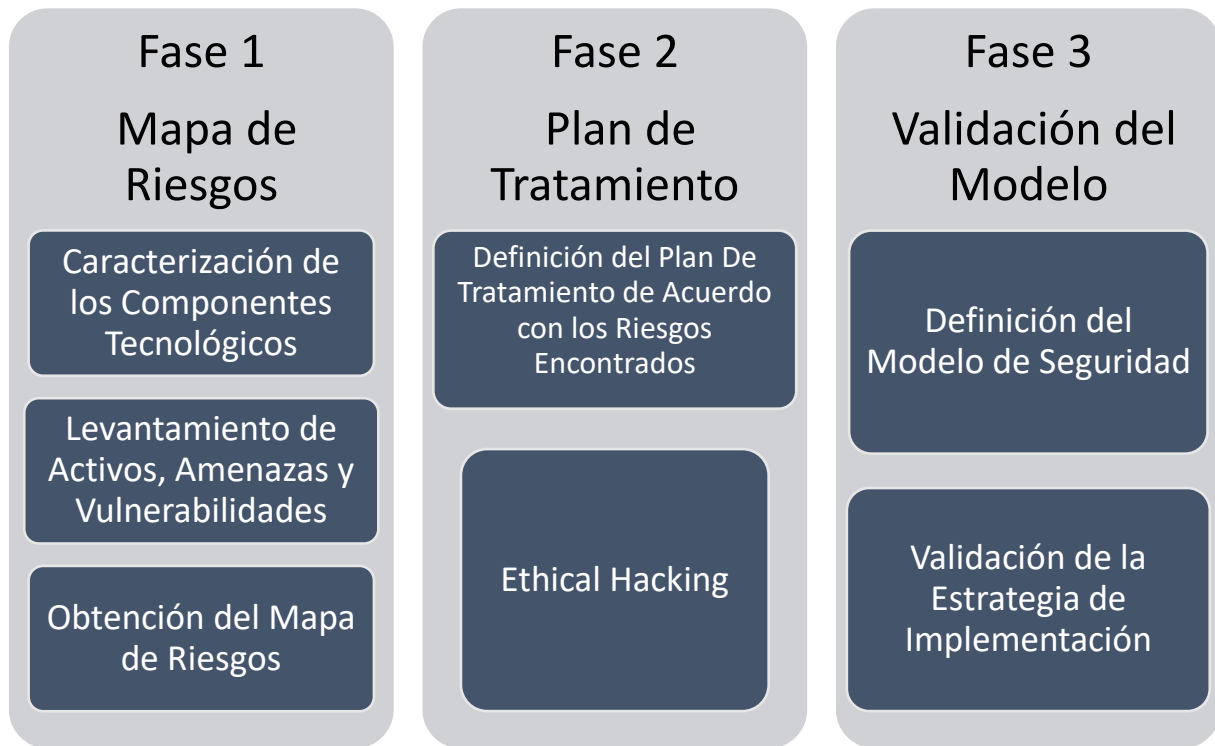 Fase 1
Mapa de
Riesgos
Caracterización de
los Componentes
Tecnológicos
Levantamiento de
Activos, Amenazas y
Vulnerabilidades
Obtención del Mapa
de Riesgos
Fase 2
Plan de
Tratamiento
Definición del Plan De
Tratamiento de Acuerdo
con los Riesgos
Encontrados
Ethical Hacking
Fase 3
Validación del
Modelo
Definición del
Modelo de Seguridad
Validación de la
Estrategia de
Implementación